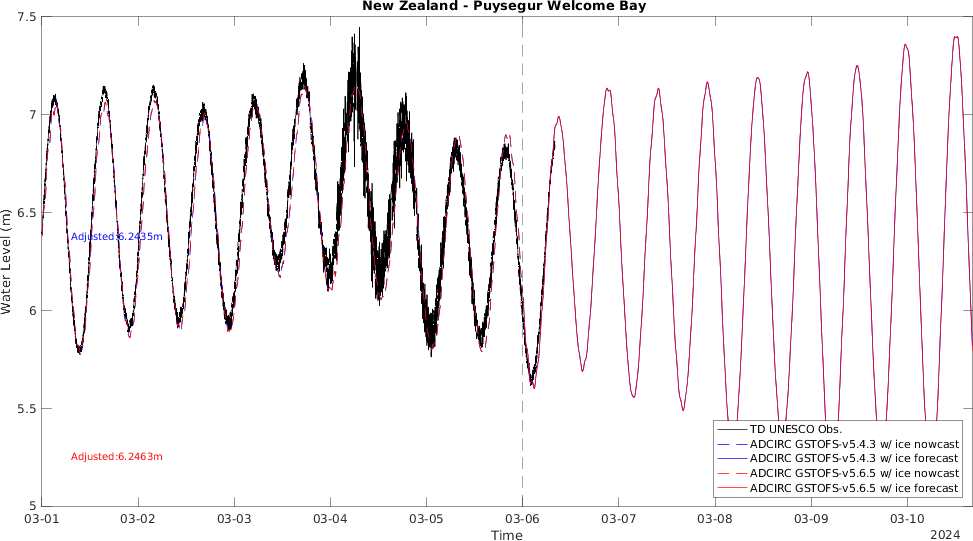 New Zealand - Puysegur Welcome Bay
7.5
7
6.5
6
5.5
5
Water Level (m)
Adjusted:6.2435m
Adjusted:6.2463m
TD UNESCO Obs.
ADCIRC GSTOFS-v5.4.3 w/ ice nowcast
ADCIRC GSTOFS-v5.4.3 w/ ice forecast
ADCIRC GSTOFS-v5.6.5 w/ ice nowcast
ADCIRC GSTOFS-v5.6.5 w/ ice forecast
03-01 03-02 03-03 03-04 03-05 03-06 03-07 03-08 03-09 03-10
Time
2024